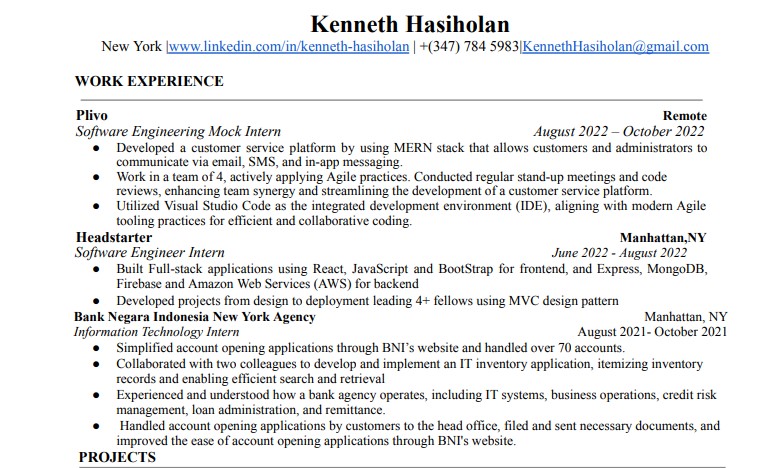 Kenneth Hasiholan
New York |www.linkedin.com/in/kenneth-hasiholan | +(347) 784 5983|KennethHasiholan@gmail.com
WORK EXPERIENCE
Plivo Remote
Software Engineering Mock Intern August 2022 – October 2022
● Developed a customer service platform by using MERN stack that allows customers and administrators to
communicate via email, SMS, and in-app messaging.
● Work in a team of 4, actively applying Agile practices. Conducted regular stand-up meetings and code
reviews, enhancing team synergy and streamlining the development of a customer service platform.
● Utilized Visual Studio Code as the integrated development environment (IDE), aligning with modern Agile
tooling practices for efficient and collaborative coding.
Headstarter Manhattan,NY
Software Engineer Intern June 2022 - August 2022
● Built Full-stack applications using React, JavaScript and BootStrap for frontend, and Express, MongoDB,
Firebase and Amazon Web Services (AWS) for backend
● Developed projects from design to deployment leading 4+ fellows using MVC design pattern
Bank Negara Indonesia New York Agency Manhattan, NY
Information Technology Intern August 2021- October 2021
● Simplified account opening applications through BNI’s website and handled over 70 accounts.
● Collaborated with two colleagues to develop and implement an IT inventory application, itemizing inventory
records and enabling efficient search and retrieval
● Experienced and understood how a bank agency operates, including IT systems, business operations, credit risk
management, loan administration, and remittance.
● Handled account opening applications by customers to the head office, filed and sent necessary documents, and
improved the ease of account opening applications through BNI's website.
PROJECTS